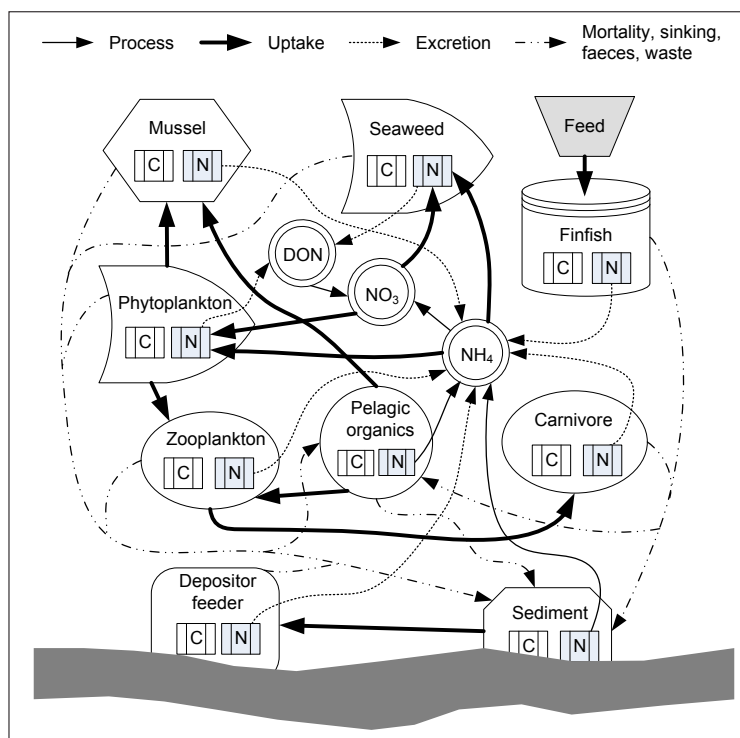 Process
Uptake
Excretion
Mortality, sinking,
faeces, waste
Mussel
C
N
Seaweed
C
N
Feed
Finfish
C
N
DON
NO3
Phytoplankton
C
N
NH4
Pelagic
organics
C
N
Carnivore
C
N
Zooplankton
C
N
Depositor
feeder
C
N
Sediment
C
N